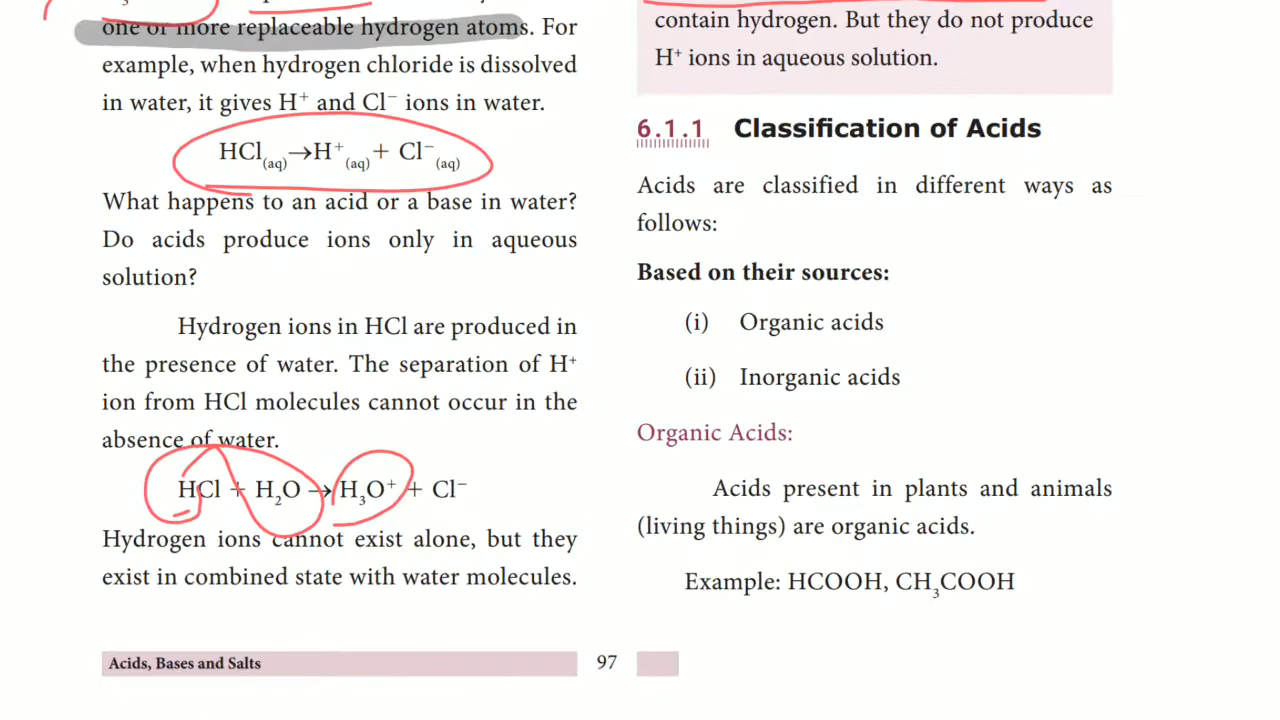 one or more replaceable hydrogen atoms. For
example, when hydrogen chloride is dissolved
in water, it gives H⁺ and Cl⁻ ions in water.
HCl(aq)→H⁺(aq) + Cl⁻(aq)
What happens to an acid or a base in water?
Do acids produce ions only in aqueous
solution?
Hydrogen ions in HCl are produced in
the presence of water. The separation of H⁺
ion from HCl molecules cannot occur in the
absence of water.
HCl + H₂O → H₃O⁺ + Cl⁻
Hydrogen ions cannot exist alone, but they
exist in combined state with water molecules.
contain hydrogen. But they do not produce
H⁺ ions in aqueous solution.
6.1.1 Classification of Acids
Acids are classified in different ways as
follows:
Based on their sources:
(i) Organic acids
(ii) Inorganic acids
Organic Acids:
Acids present in plants and animals
(living things) are organic acids.
Example: HCOOH, CH₃COOH
Acids, Bases and Salts
97